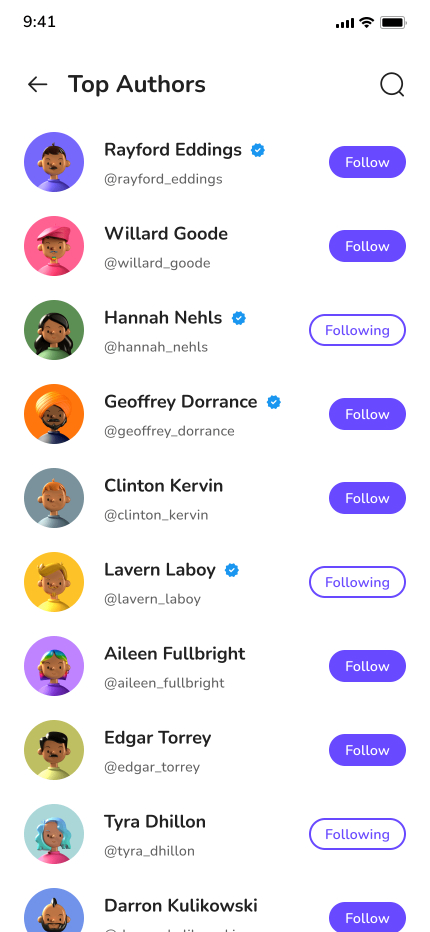 9:41
Top Authors
Rayford Eddings
@rayford_eddings
Follow
Willard Goode
@willard_goode
Follow
Hannah Nehls
@hannah_nehls
Following
Geoffrey Dorrance
@geoffrey_dorrance
Follow
Clinton Kervin
@clinton_kervin
Follow
Lavern Laboy
@lavern_laboy
Following
Aileen Fullbright
@aileen_fullbright
Follow
Edgar Torrey
@edgar_torrey
Follow
Tyra Dhillon
@tyra_dhillon
Following
Darron Kulikowski
Follow